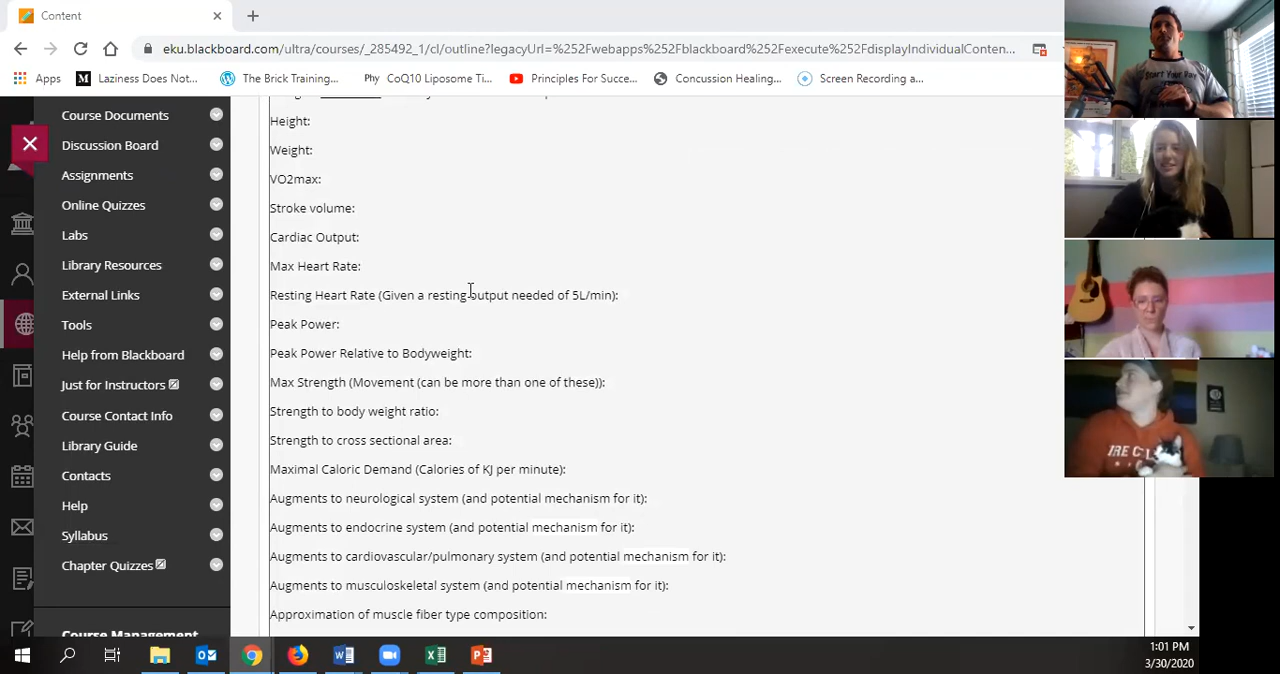 Content
eku.blackboard.com/ultra/courses/_285492_1/cl/outline?legacyUrl=%252Fwebapps%252Fblackboard%252Fexecute%252FdisplayIndividualConten...
Apps
Laziness Does Not...
The Brick Training...
Phy
CoQ10 Liposome Ti...
Principles For Succe...
Concussion Healing...
Screen Recording a...
Course Documents
Discussion Board
Assignments
Online Quizzes
Labs
Library Resources
External Links
Tools
Help from Blackboard
Just for Instructors
Course Contact Info
Library Guide
Contacts
Help
Syllabus
Chapter Quizzes
Course Management
Height:
Weight:
VO2max:
Stroke volume:
Cardiac Output:
Max Heart Rate:
Resting Heart Rate (Given a resting output needed of 5L/min):
Peak Power:
Peak Power Relative to Bodyweight:
Max Strength (Movement (can be more than one of these)):
Strength to body weight ratio:
Strength to cross sectional area:
Maximal Caloric Demand (Calories of KJ per minute):
Augments to neurological system (and potential mechanism for it):
Augments to endocrine system (and potential mechanism for it):
Augments to cardiovascular/pulmonary system (and potential mechanism for it):
Augments to musculoskeletal system (and potential mechanism for it):
Approximation of muscle fiber type composition:
Start Your Day
1:01 PM
3/30/2020